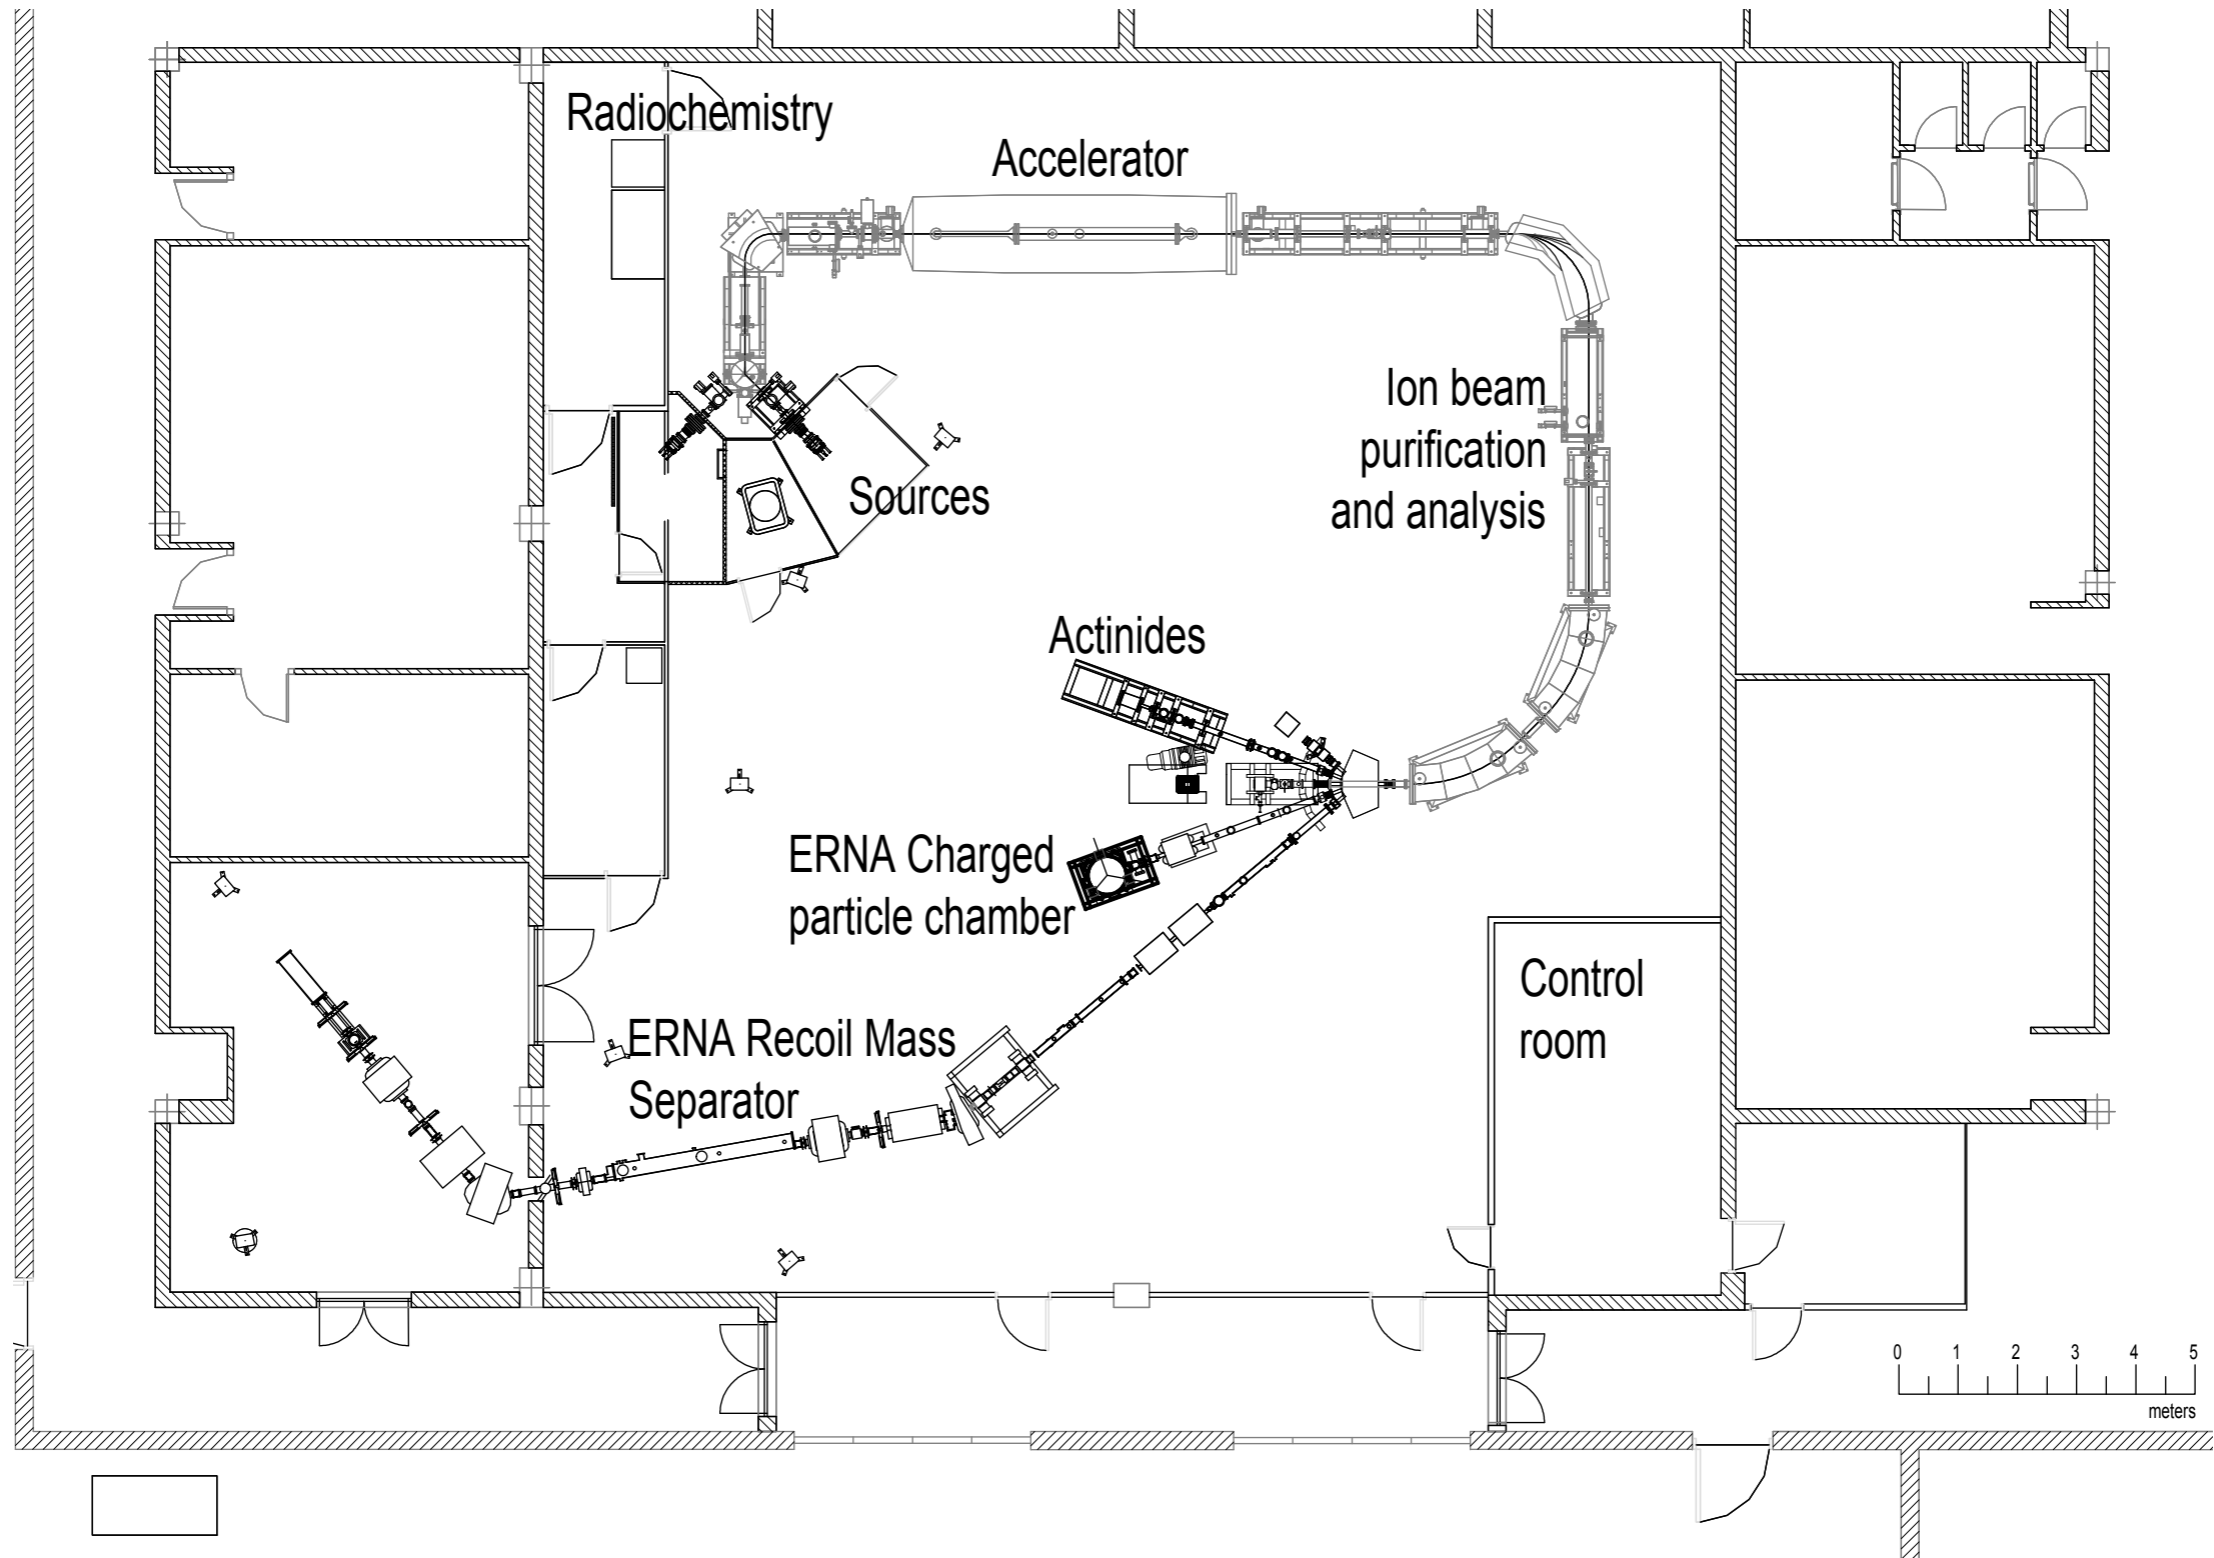 Radiochemistry
Accelerator
Ion beam
purification
and analysis
Sources
Actinides
ERNA Charged
particle chamber
Control
room
ERNA Recoil Mass
Separator
0 1 2 3 4 5
meters